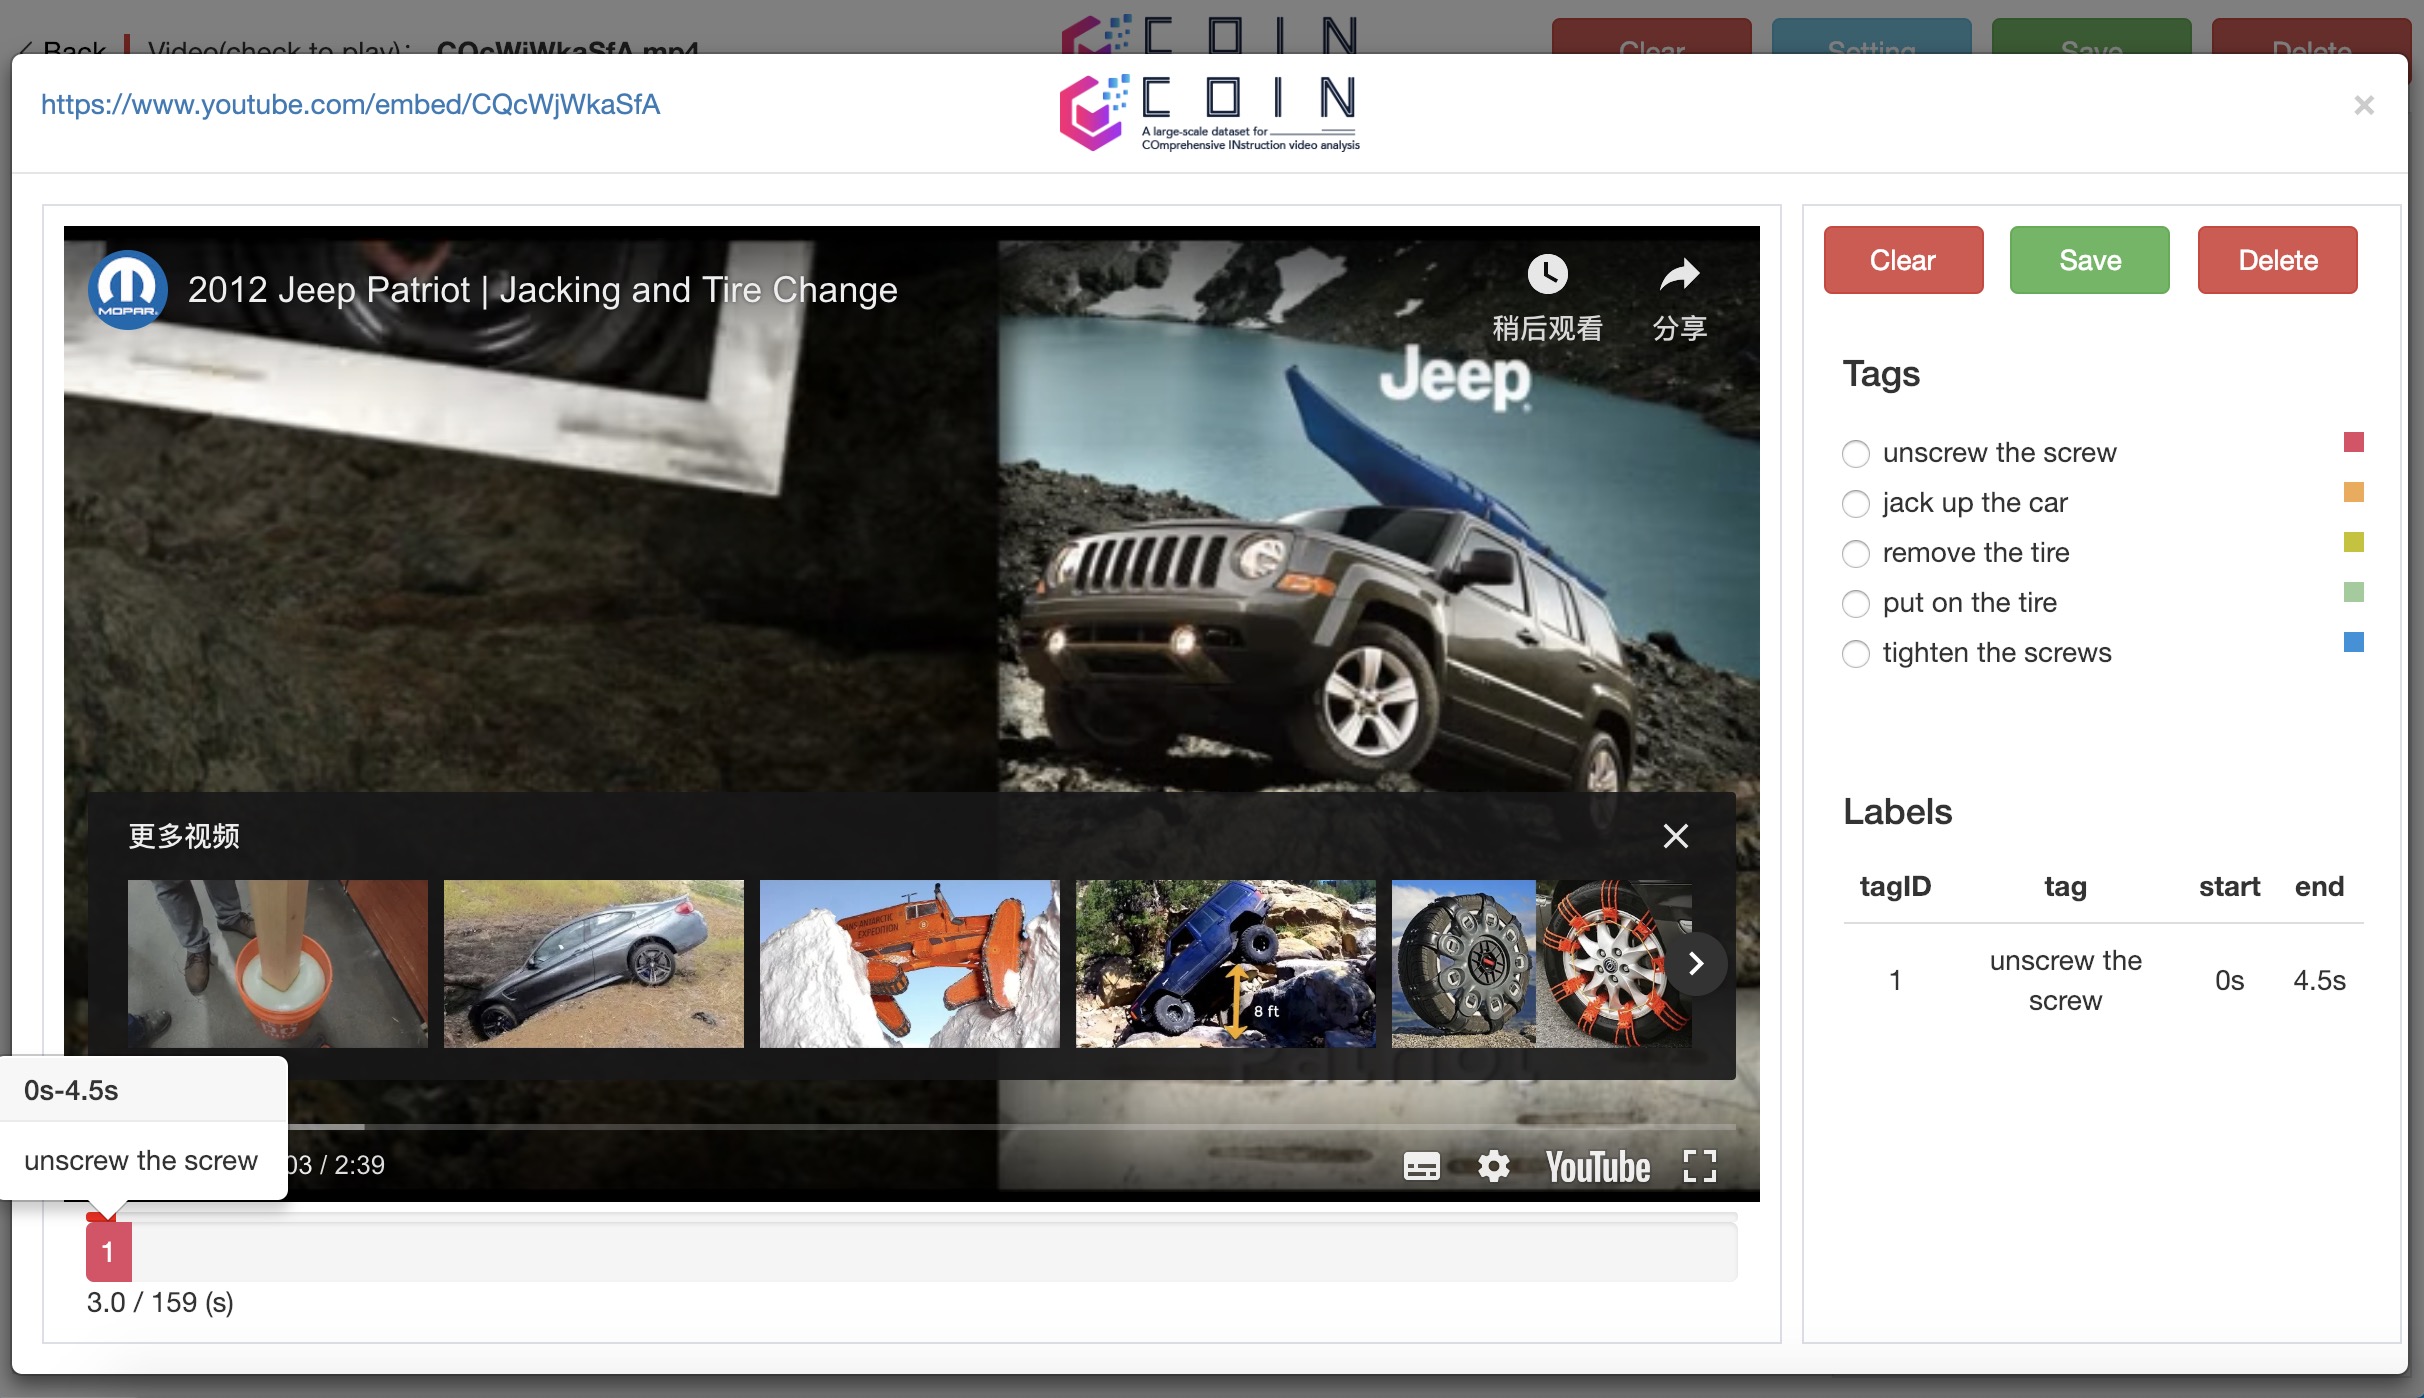 Back
Video(check to play): CQcWjWkaSfA.mp4
COIN
Clear
Setting
Save
Delete
https://www.youtube.com/embed/CQcWjWkaSfA
COIN
A large-scale dataset for
COmprehensive INstruction video analysis
×
MOPAR
2012 Jeep Patriot | Jacking and Tire Change
稍后观看
分享
Jeep
更多视频
TRANS-ANTARCTIC
EXPEDITION
8 ft
Patriot
0s-4.5s
unscrew the screw
03 / 2:39
YouTube
1
3.0 / 159 (s)
Clear
Save
Delete
Tags
unscrew the screw
jack up the car
remove the tire
put on the tire
tighten the screws
Labels
tagID tag start end
1 unscrew the screw 0s 4.5s